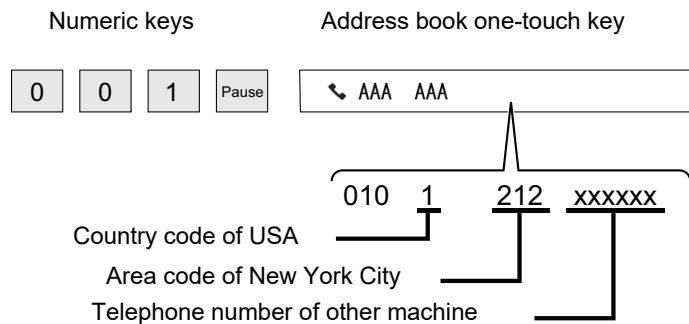 Numeric keys Address book one-touch key
0 0 1 Pause AAA AAA
010 1 212 xxxxxx
Country code of USA
Area code of New York City
Telephone number of other machine